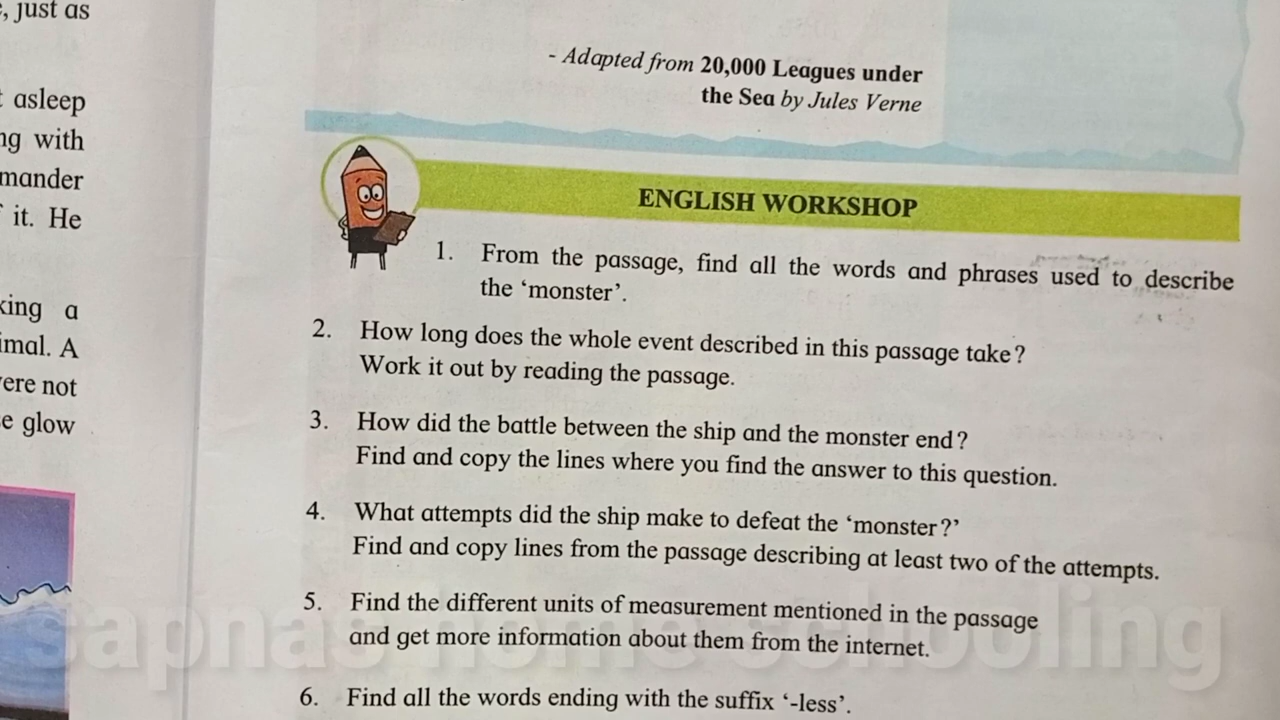 , just as
asleep
with
it. He
a
A
not
glow
- Adapted from 20,000 Leagues under
the Sea by Jules Verne
ENGLISH WORKSHOP
1. From the passage, find all the words and phrases used to describe
the ‘monster’.
2. How long does the whole event described in this passage take?
Work it out by reading the passage.
3. How did the battle between the ship and the monster end?
Find and copy the lines where you find the answer to this question.
4. What attempts did the ship make to defeat the ‘monster?’
Find and copy lines from the passage describing at least two of the attempts.
5. Find the different units of measurement mentioned in the passage
and get more information about them from the internet.
6. Find all the words ending with the suffix ‘-less’.
sapnas home schooling